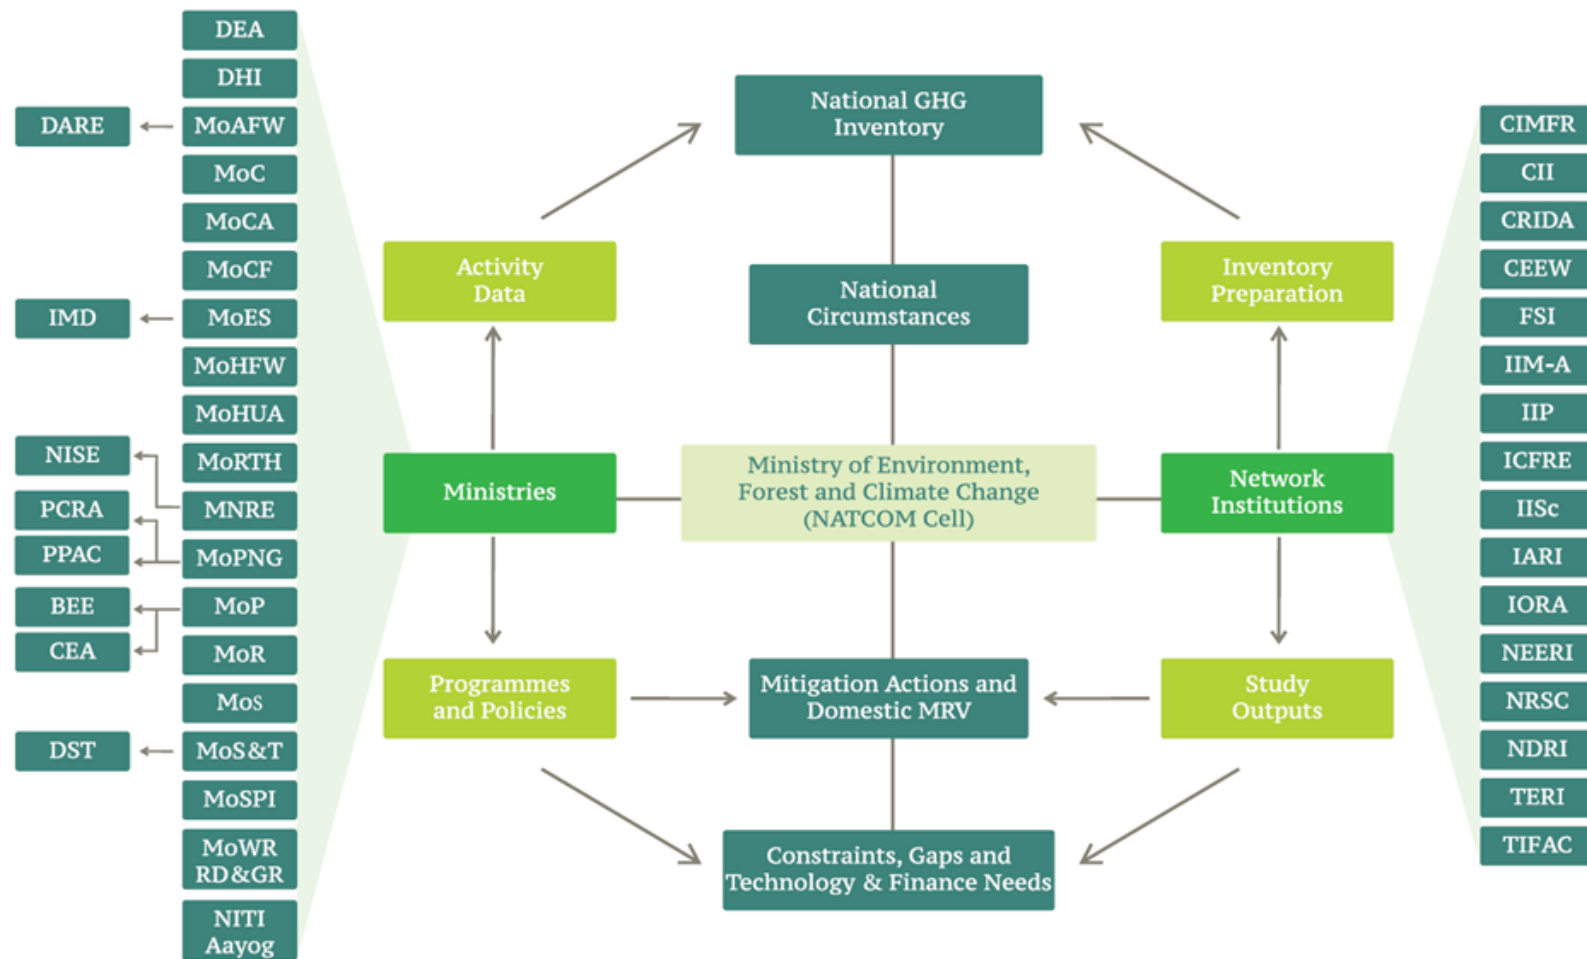 DEA
DHI
DARE
MoAFW
MoC
MoCA
MoCF
IMD
MoES
MoHFW
MoHUA
NISE
MoRTH
PCRA
MNRE
PPAC
MoPNG
BEE
MoP
CEA
MoR
MoS
DST
MoS&T
MoSPI
MoWR
RD&GR
NITI
Aayog
National GHG
Inventory
Activity
Data
National
Circumstances
Inventory
Preparation
Ministries
Ministry of Environment,
Forest and Climate Change
(NATCOM Cell)
Network
Institutions
Programmes
and Policies
Mitigation Actions and
Domestic MRV
Study
Outputs
Constraints, Gaps and
Technology & Finance Needs
CIMFR
CII
CRIDA
CEEW
FSI
IIM-A
IIP
ICFRE
IISc
IARI
IORA
NEERI
NRSC
NDRI
TERI
TIFAC